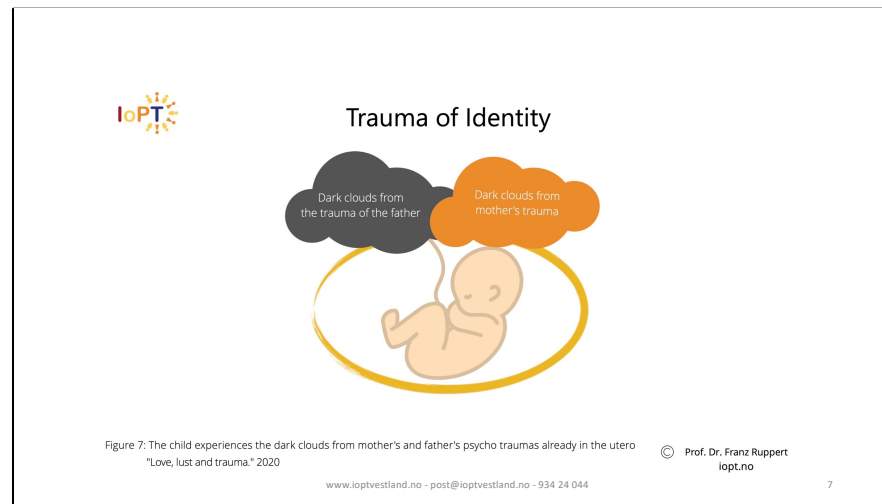 IoPT
Trauma of Identity
Dark clouds from
the trauma of the father
Dark clouds from
mother's trauma
Figure 7: The child experiences the dark clouds from mother's and father's psycho traumas already in the utero
"Love, lust and trauma." 2020
© Prof. Dr. Franz Ruppert
iopt.no
www.ioptvestland.no - post@ioptvestland.no - 934 24 044
7